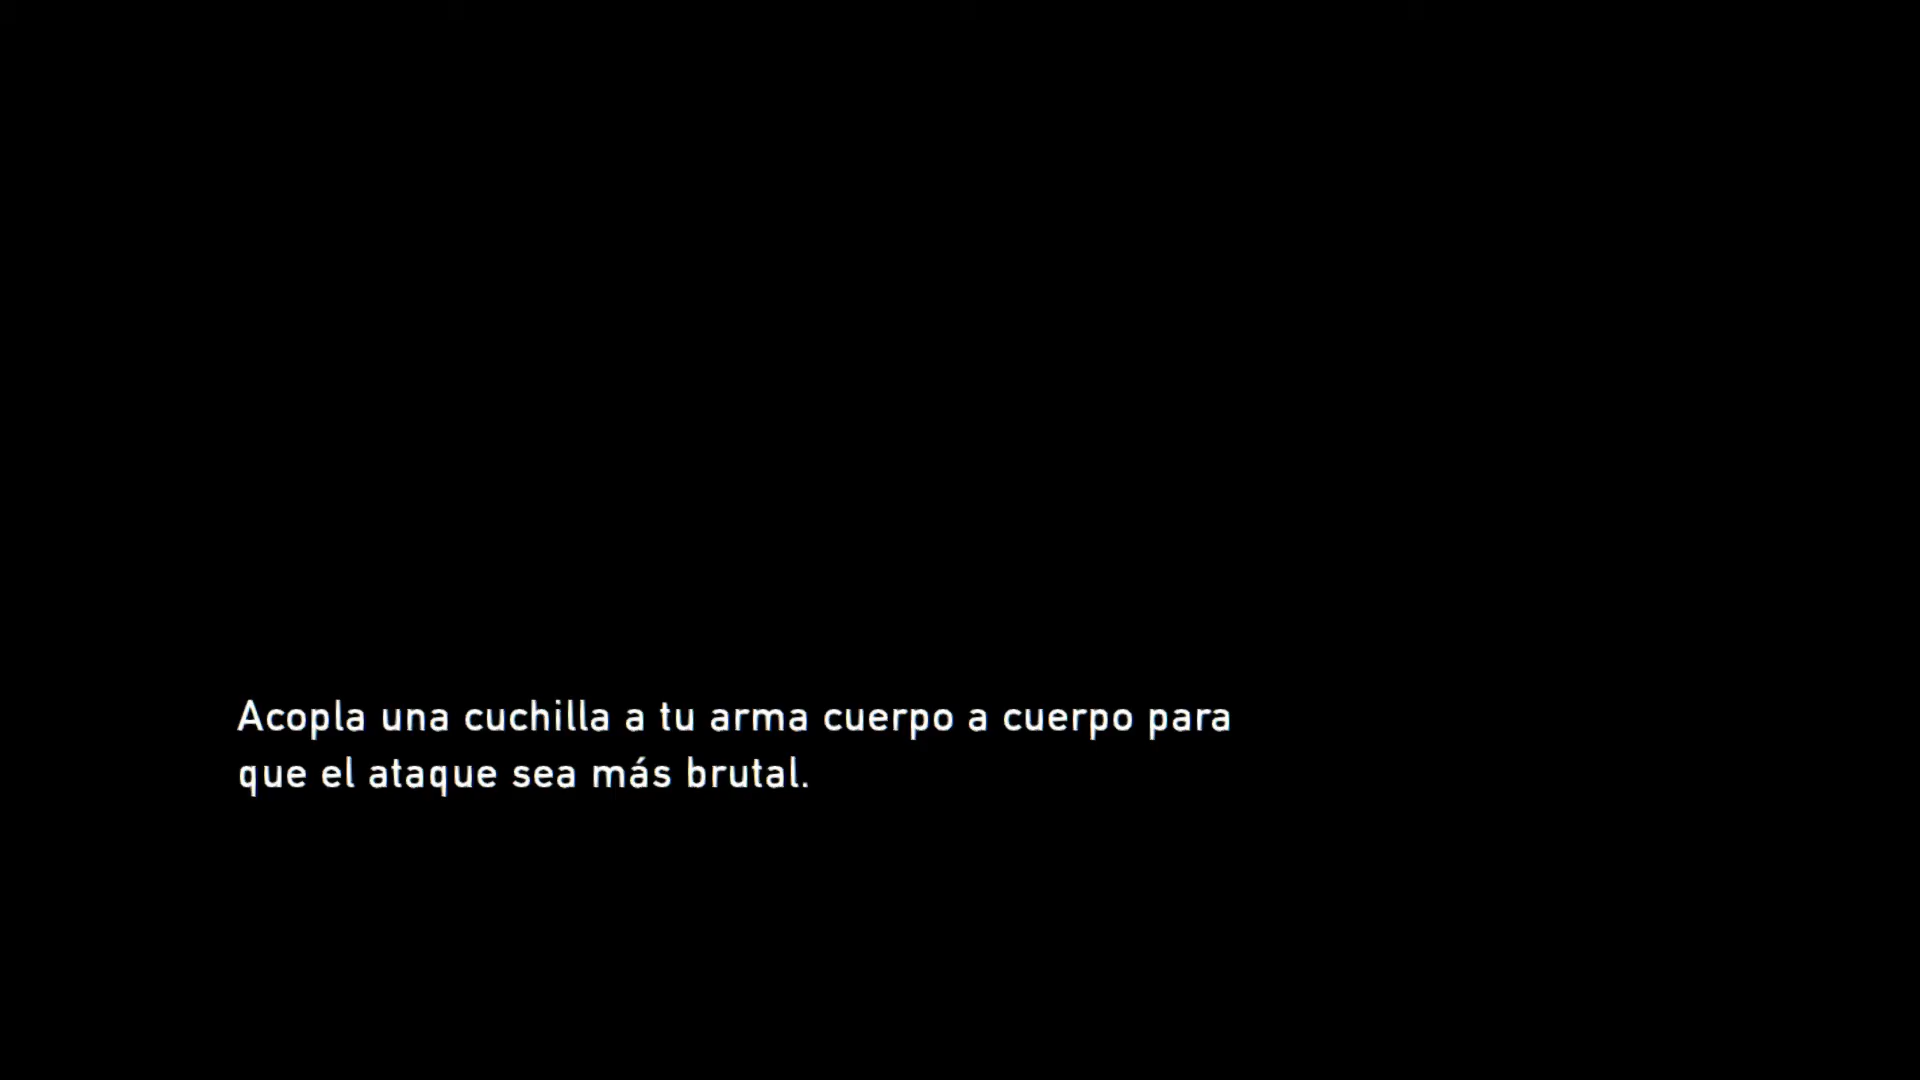 Acopla una cuchilla a tu arma cuerpo a cuerpo para
que el ataque sea más brutal.